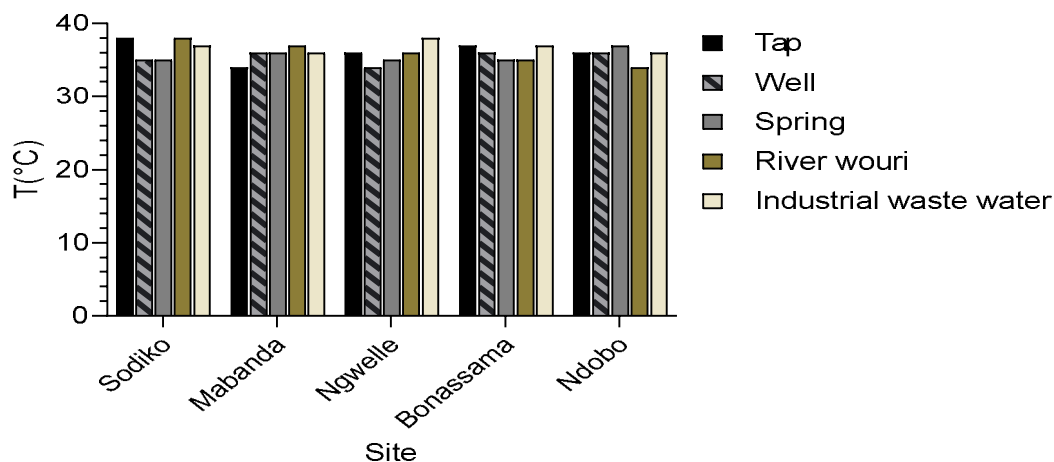 40
30
20
10
0
T(°C)
Sodiko
Mabanda
Ngwelle
Bonassama
Ndobo
Site
Tap
Well
Spring
River wouri
Industrial waste water